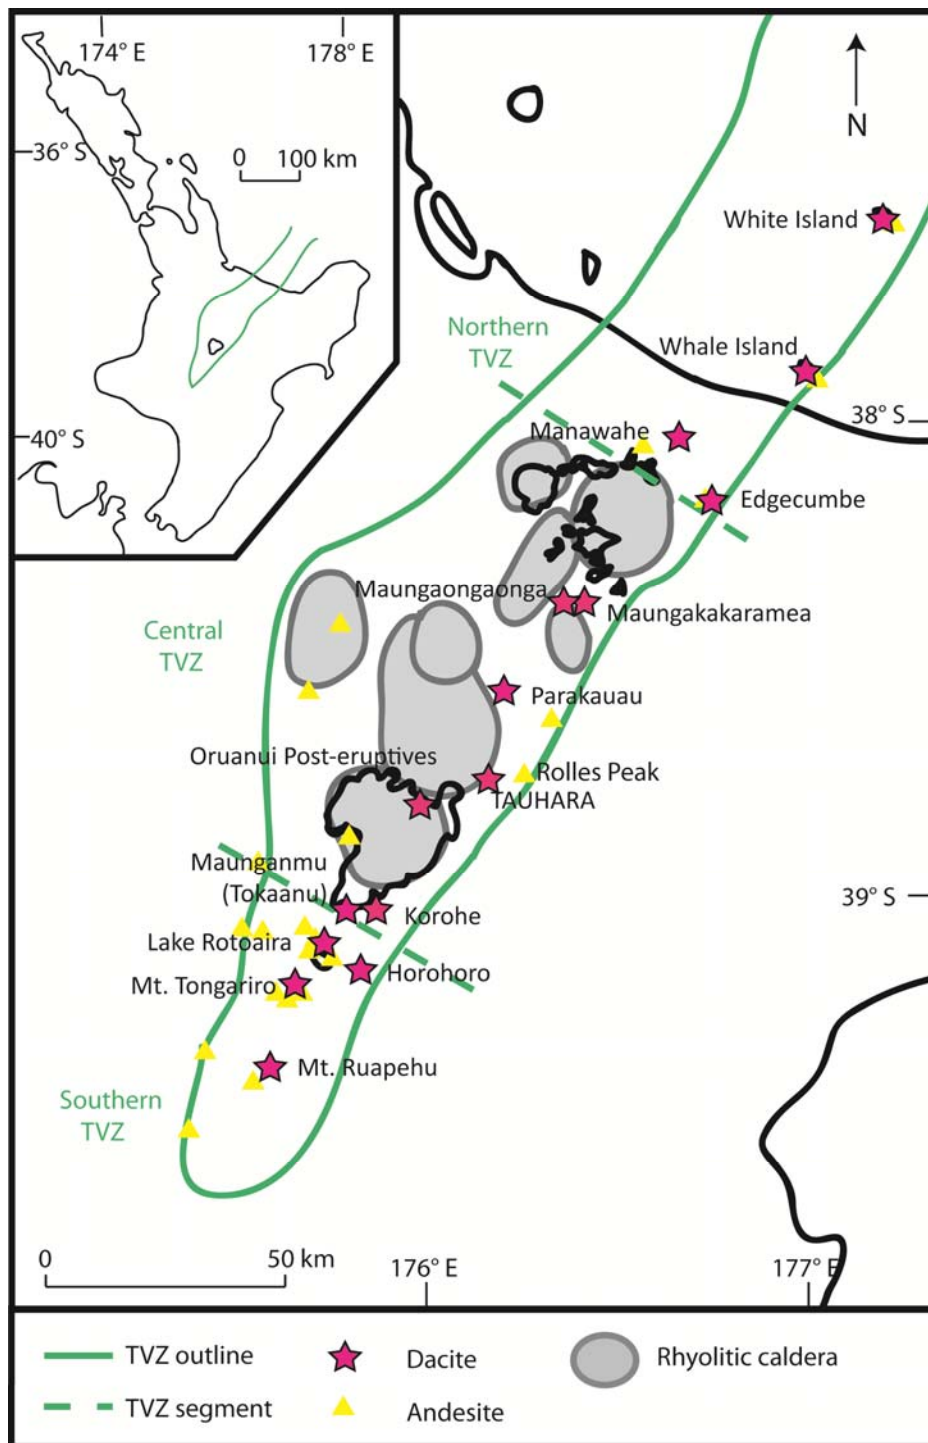 174° E
178° E
36° S
0
100 km
N
White Island
Northern
TVZ
Whale Island
38° S
40° S
Manawahe
Edgecumbe
Maungaongaonga
Maungakakaramea
Central
TVZ
Parakauau
Oruanui Post-eruptives
Rolles Peak
TAUHARA
Maunganmu
(Tokaanu)
39° S
Korohe
Lake Rotoaira
Horohoro
Mt. Tongariro
Mt. Ruapehu
Southern
TVZ
0
50 km
176° E
177° E
TVZ outline
Dacite
Rhyolitic caldera
TVZ segment
Andesite